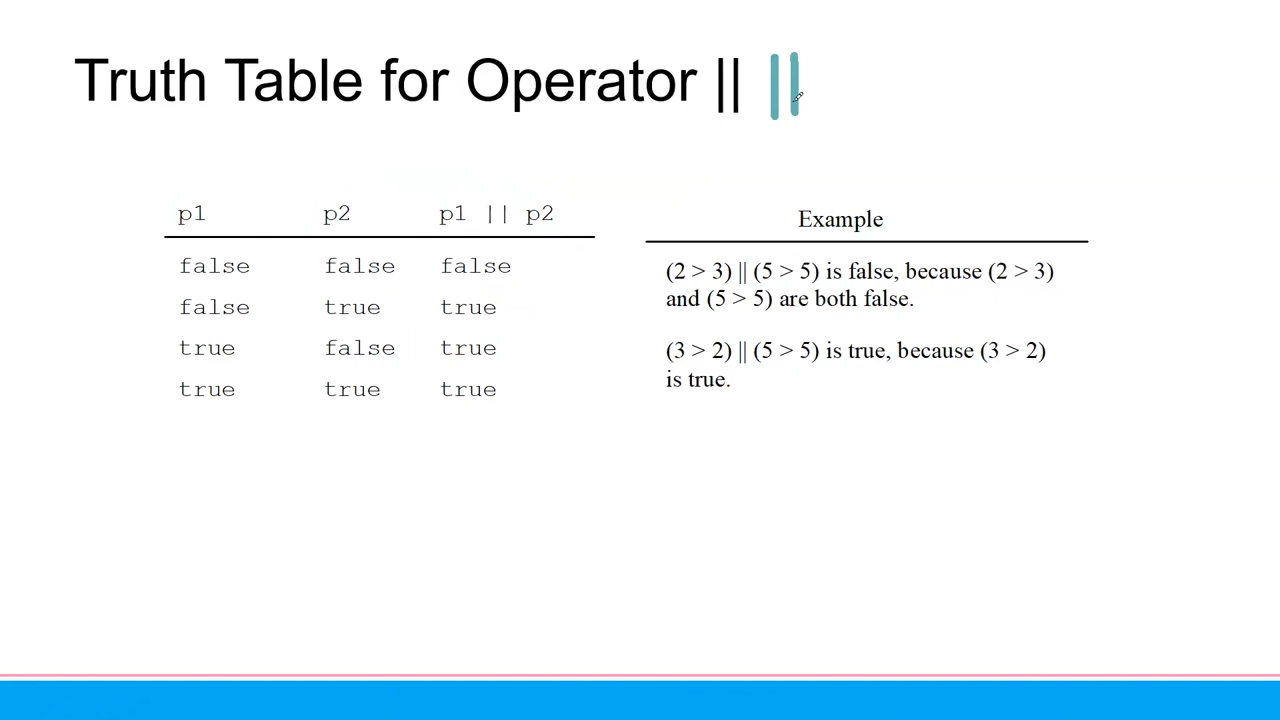 Truth Table for Operator || ||
p1 p2 p1 || p2
false false false
false true true
true false true
true true true
Example
(2 > 3) || (5 > 5) is false, because (2 > 3)
and (5 > 5) are both false.
(3 > 2) || (5 > 5) is true, because (3 > 2)
is true.